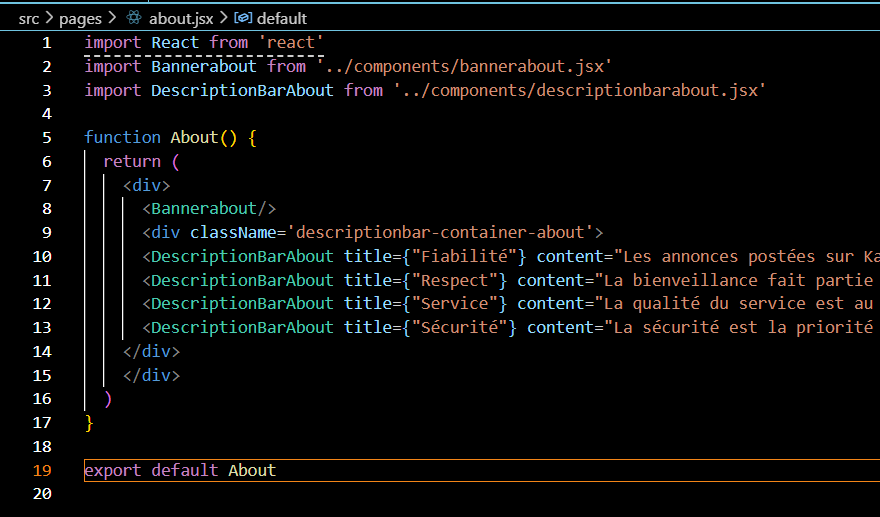 src > pages > about.jsx > default
1 import React from 'react'
2 import Bannerabout from '../components/bannerabout.jsx'
3 import DescriptionBarAbout from '../components/descriptionbarabout.jsx'
4
5 function About() {
6 return (
7 <div>
8 <Bannerabout/>
9 <div className='descriptionbar-container-about'>
10 <DescriptionBarAbout title={"Fiabilité"} content="Les annonces postées sur Ka
11 <DescriptionBarAbout title={"Respect"} content="La bienveillance fait partie
12 <DescriptionBarAbout title={"Service"} content="La qualité du service est au
13 <DescriptionBarAbout title={"Sécurité"} content="La sécurité est la priorité
14 </div>
15 </div>
16 )
17 }
18
19 export default About
20